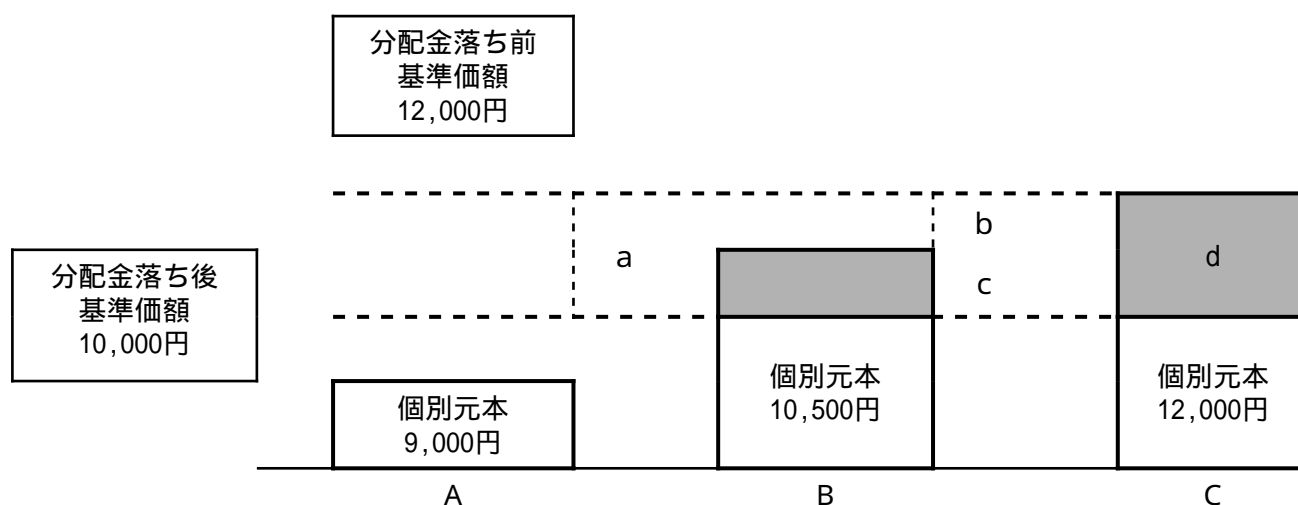 分配金落ち前
基準価額
12,000円
分配金落ち後
基準価額
10,000円
a
b
c
d
個別元本
9,000円
個別元本
10,500円
個別元本
12,000円
A
B
C